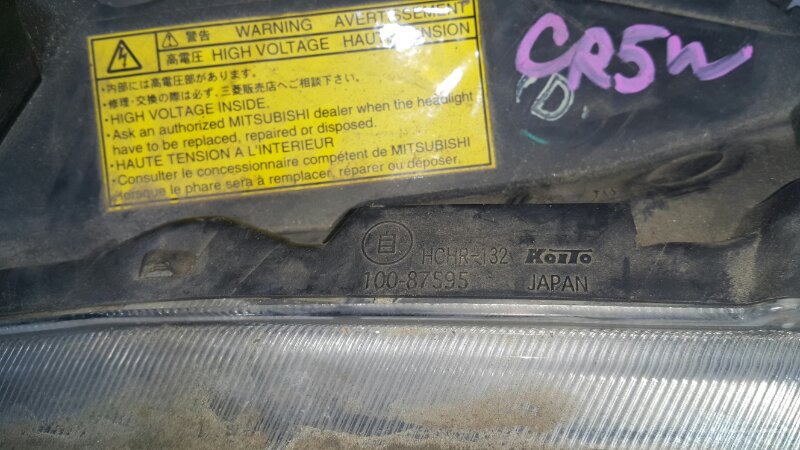 警告 WARNING AVERTISSEMENT
高電圧 HIGH VOLTAGE HAUTE TENSION
・内部には高電圧部があります。
・修理・交換の際は必ず、三菱販売店へご相談下さい。
・HIGH VOLTAGE INSIDE.
・Ask an authorized MITSUBISHI dealer when the headlight
have to be replaced, repaired or disposed.
・HAUTE TENSION A L'INTERIEUR
・Consulter le concessionnaire compétent de MITSUBISHI
lorsque le phare sera à remplacer, réparer ou déposer.
CR5W
D
自 HCHR-132 KOITO
100-87595 JAPAN